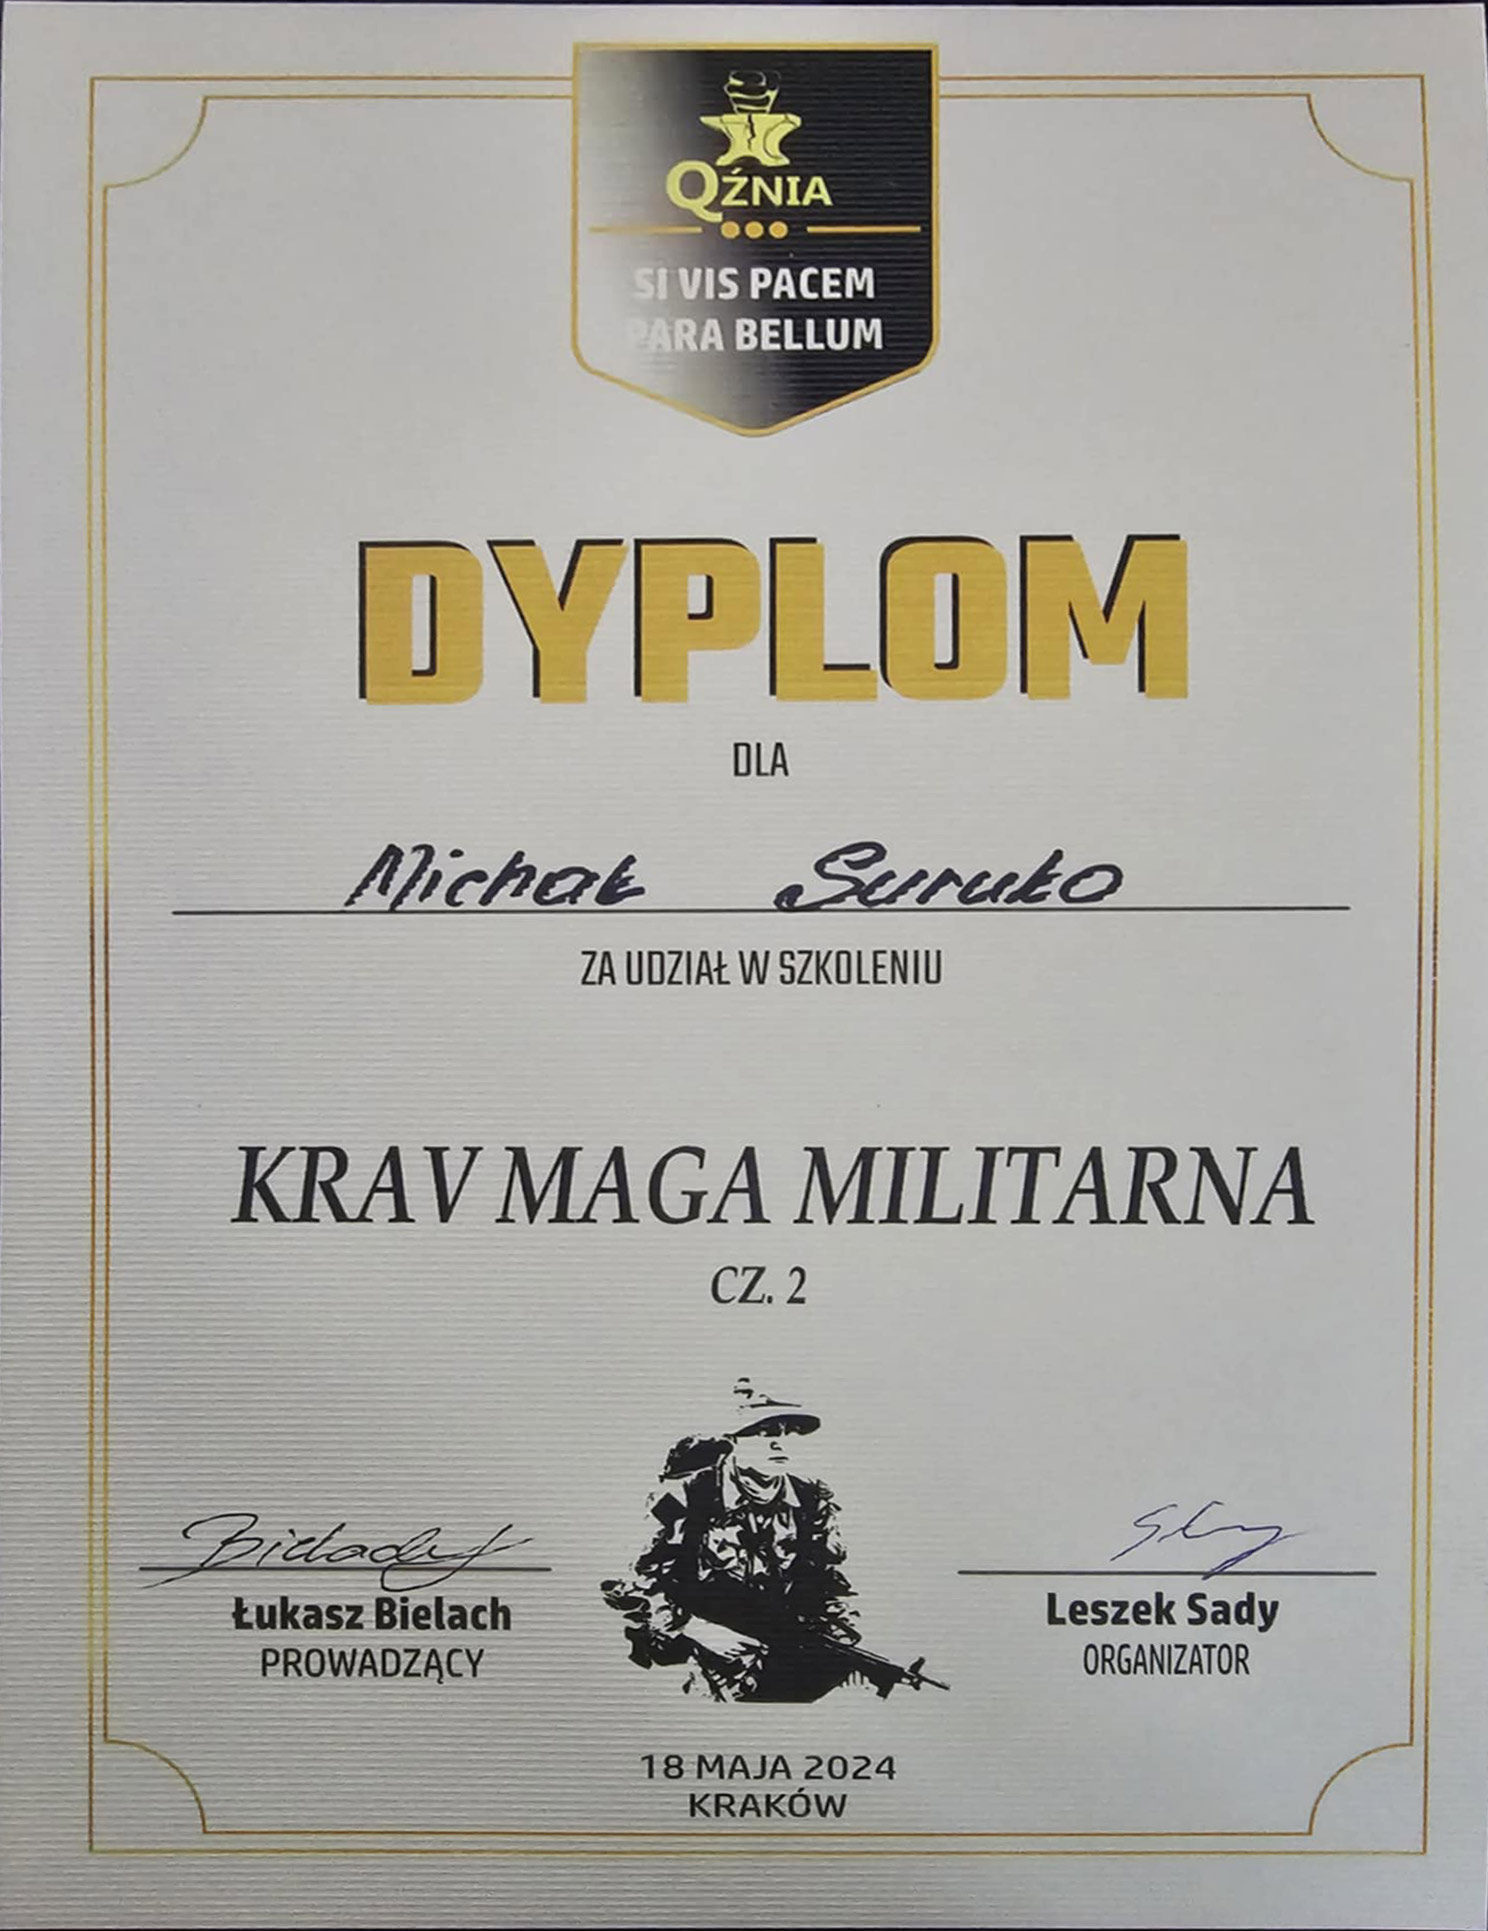 QŹNIA
SI VIS PACEM
PARA BELLUM
DYPLOM
DLA
Michał Suruło
ZA UDZIAŁ W SZKOLENIU
KRAV MAGA MILITARNA
CZ. 2
Łukasz Bielach
PROWADZĄCY
Leszek Sady
ORGANIZATOR
18 MAJA 2024
KRAKÓW